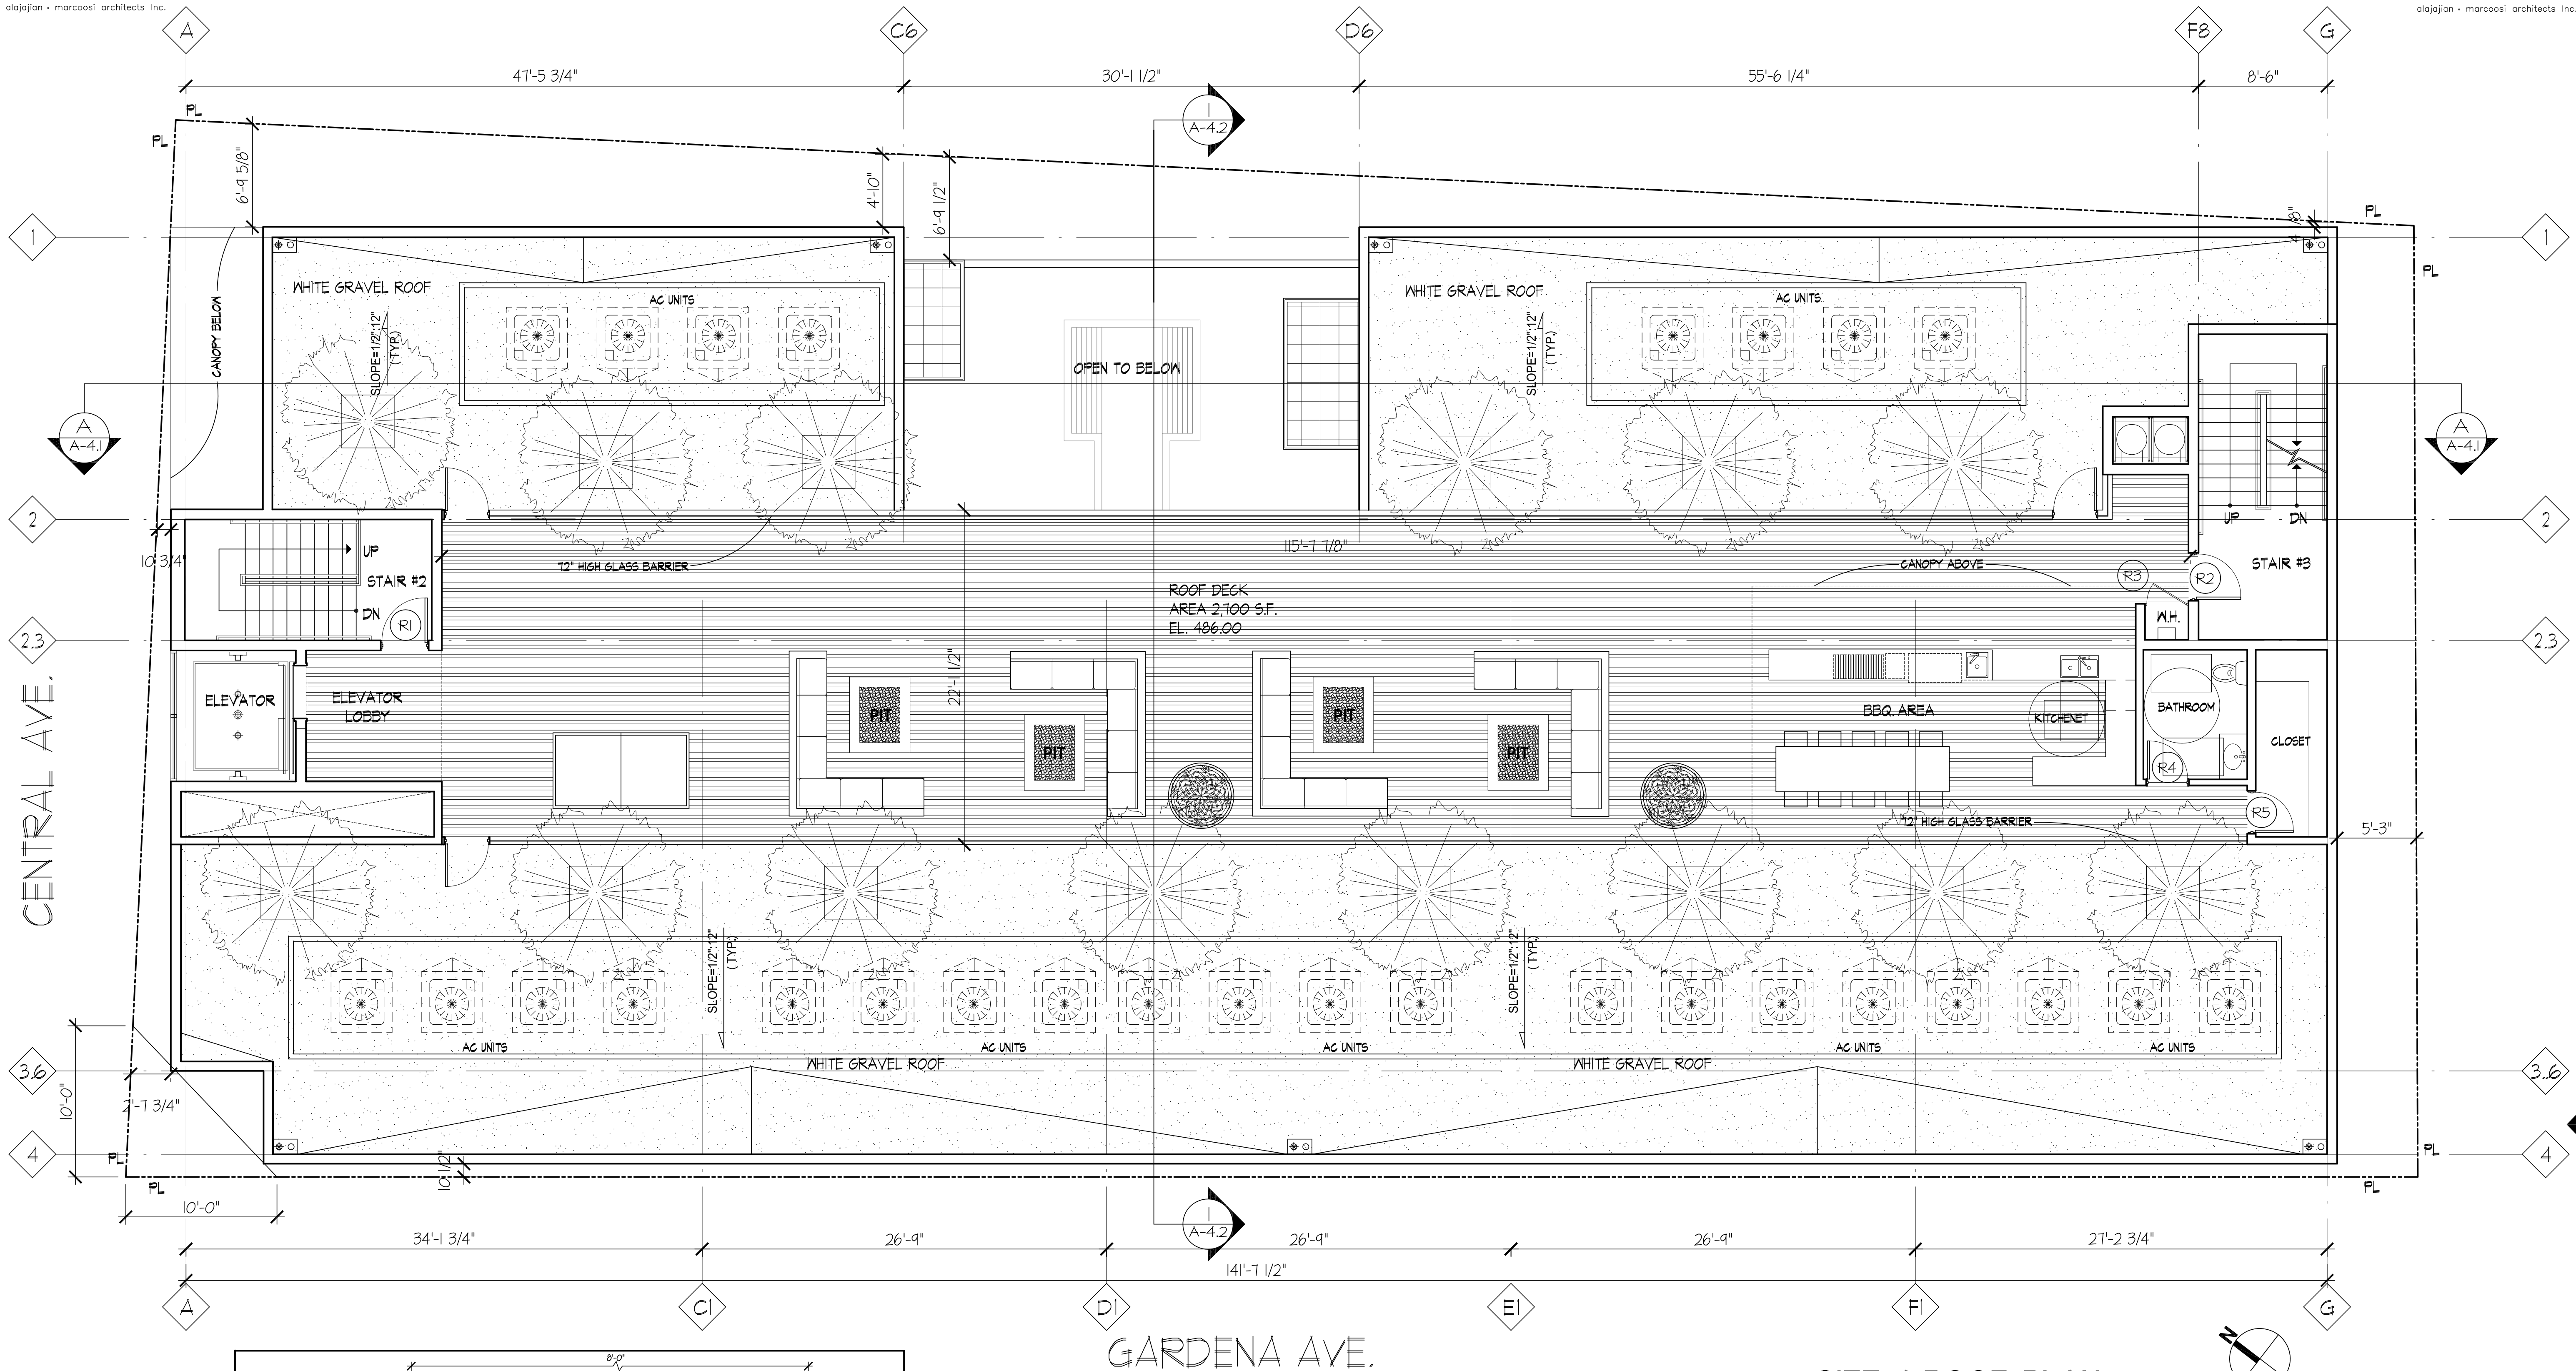 alajajian • marcoosi architects Inc.
alajajian • marcoosi architects Inc.
A
C6
D6
F8
G
47'-5 3/4"
30'-1 1/2"
55'-6 1/4"
8'-6"
1
A-4.2
PL
PL
6'-9 5/8"
4'-10"
6'-9 1/2"
PL
PL
1
1
WHITE GRAVEL ROOF
AC UNITS
WHITE GRAVEL ROOF
AC UNITS
CANOPY BELOW
SLOPE=1/2":12"
(TYP.)
SLOPE=1/2":12"
(TYP.)
OPEN TO BELOW
A
A-4.1
A
A-4.1
2
2
UP
DN
10 3/4"
UP
STAIR #2
DN
R1
72" HIGH GLASS BARRIER
115'-7 7/8"
CANOPY ABOVE
R3
R2
STAIR #3
ROOF DECK
AREA 2,700 S.F.
EL. 486.00
W.H.
2.3
2.3
22'-1 1/2"
CENTRAL AVE.
ELEVATOR
ELEVATOR
LOBBY
PIT
PIT
PIT
PIT
BBQ. AREA
KITCHENET
BATHROOM
CLOSET
R4
R5
72" HIGH GLASS BARRIER
5'-3"
SLOPE=1/2":12"
(TYP.)
SLOPE=1/2":12"
(TYP.)
AC UNITS
AC UNITS
AC UNITS
AC UNITS
AC UNITS
WHITE GRAVEL ROOF
WHITE GRAVEL ROOF
3.6
3.6
10'-0"
2'-7 3/4"
4
4
PL
PL
10 1/2"
PL
PL
10'-0"
1
A-4.2
34'-1 3/4"
26'-9"
26'-9"
26'-9"
27'-2 3/4"
141'-7 1/2"
A
C1
D1
E1
F1
G
GARDENA AVE.
N
8'-0"